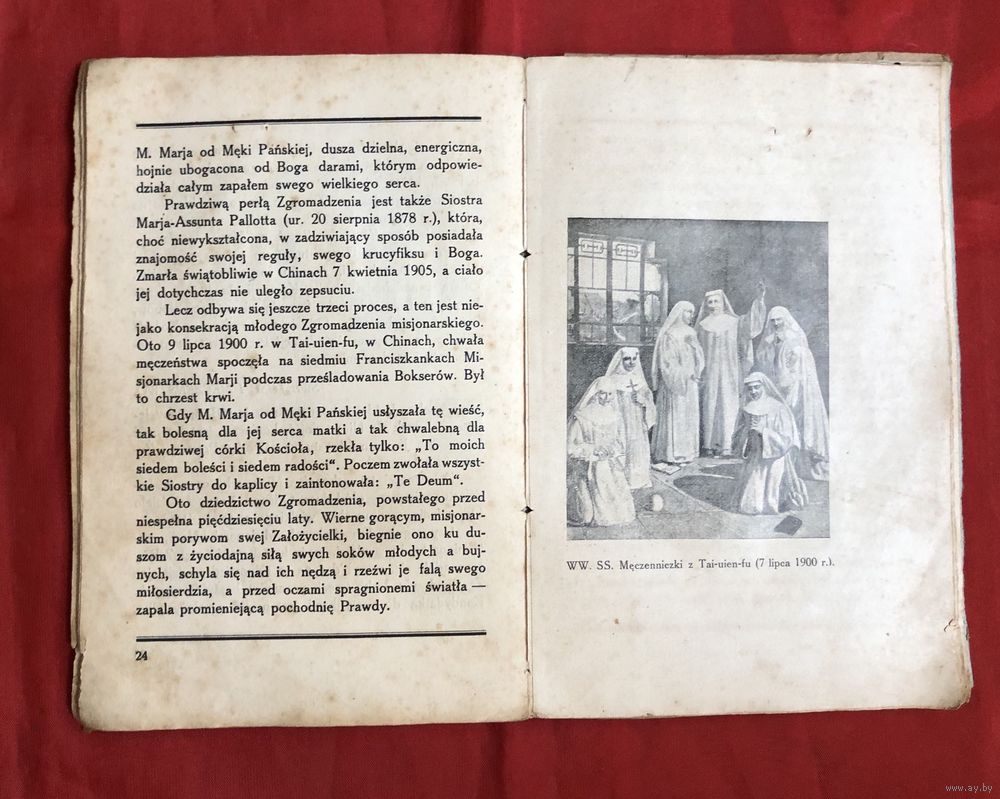 M. Marja od Męki Pańskiej, dusza dzielna, energiczna,
hojnie ubogacona od Boga darami, którym odpowie-
działa całym zapałem swego wielkiego serca.
Prawdziwą perłą Zgromadzenia jest także Siostra
Marja-Assunta Pallotta (ur. 20 sierpnia 1878 r.), która,
choć niewykształcona, w zadziwiający sposób posiadała
znajomość swojej reguły, swego krucyfiksu i Boga.
Zmarła świątobliwie w Chinach 7 kwietnia 1905, a ciało
jej dotychczas nie uległo zepsuciu.
Lecz odbywa się jeszcze trzeci proces, a ten jest nie-
jako konsekracją młodego Zgromadzenia misjonarskiego.
Oto 9 lipca 1900 r. w Tai-uien-fu, w Chinach, chwała
męczeństwa spoczęła na siedmiu Franciszkankach Mi-
sjonarkach Marji podczas prześladowania Bokserów. Był
to chrzest krwi.
Gdy M. Marja od Męki Pańskiej usłyszała tę wieść,
tak bolesną dla jej serca matki a tak chwalebną dla
prawdziwej córki Kościoła, rzekła tylko: „To moich
siedem boleści i siedem radości“. Poczem zwołała wszyst-
kie Siostry do kaplicy i zaintonowała: „Te Deum“.
Oto dziedzictwo Zgromadzenia, powstałego przed
niespełna pięćdziesięciu laty. Wierne gorącym, misjonar-
skim porywom swej Założycielki, biegnie ono ku du-
szom z życiodajną siłą swych soków młodych a buj-
nych, schyla się nad ich nędzą i rzeźwi je falą swego
miłosierdzia, a przed oczami spragnionemi światła —
zapala promieniejącą pochodnię Prawdy.
24
WW. SS. Męczenniezki z Tai-uien-fu (7 lipca 1900 r.).
www.ay.by